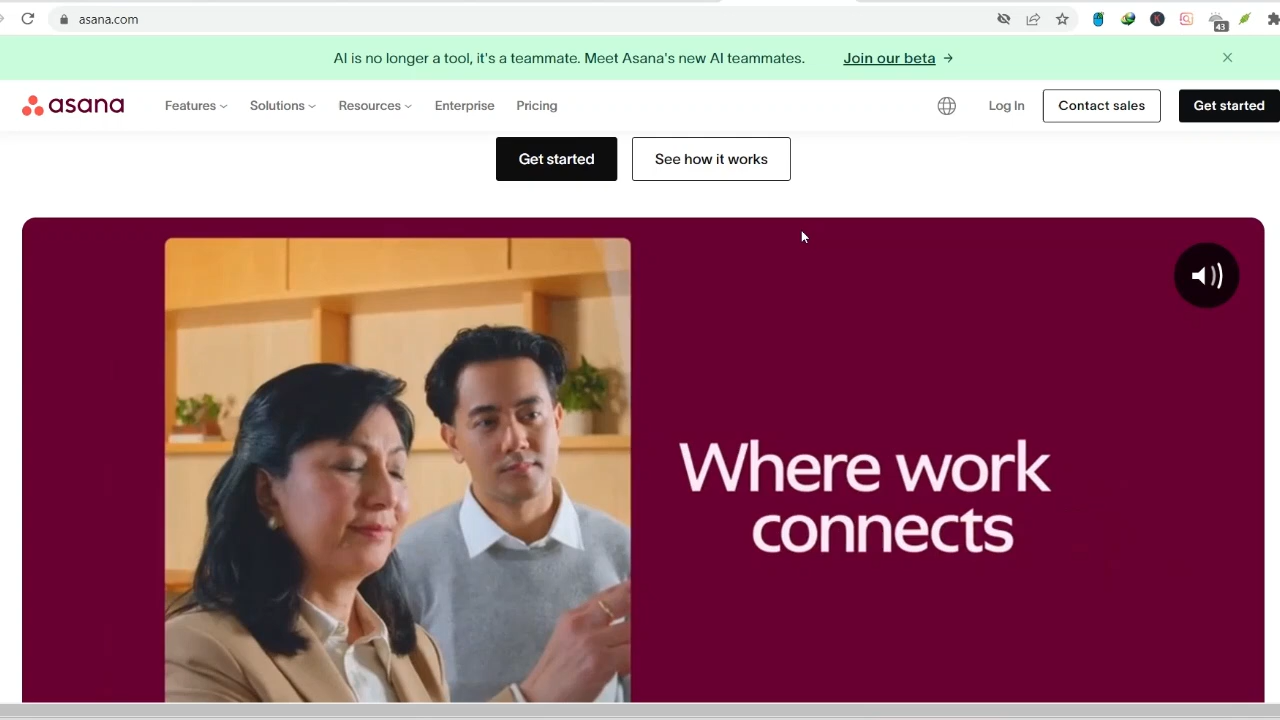 asana.com
43
AI is no longer a tool, it's a teammate. Meet Asana's new AI teammates. Join our beta →
asana Features Solutions Resources Enterprise Pricing Log In Contact sales Get started
Get started See how it works
Where work
connects